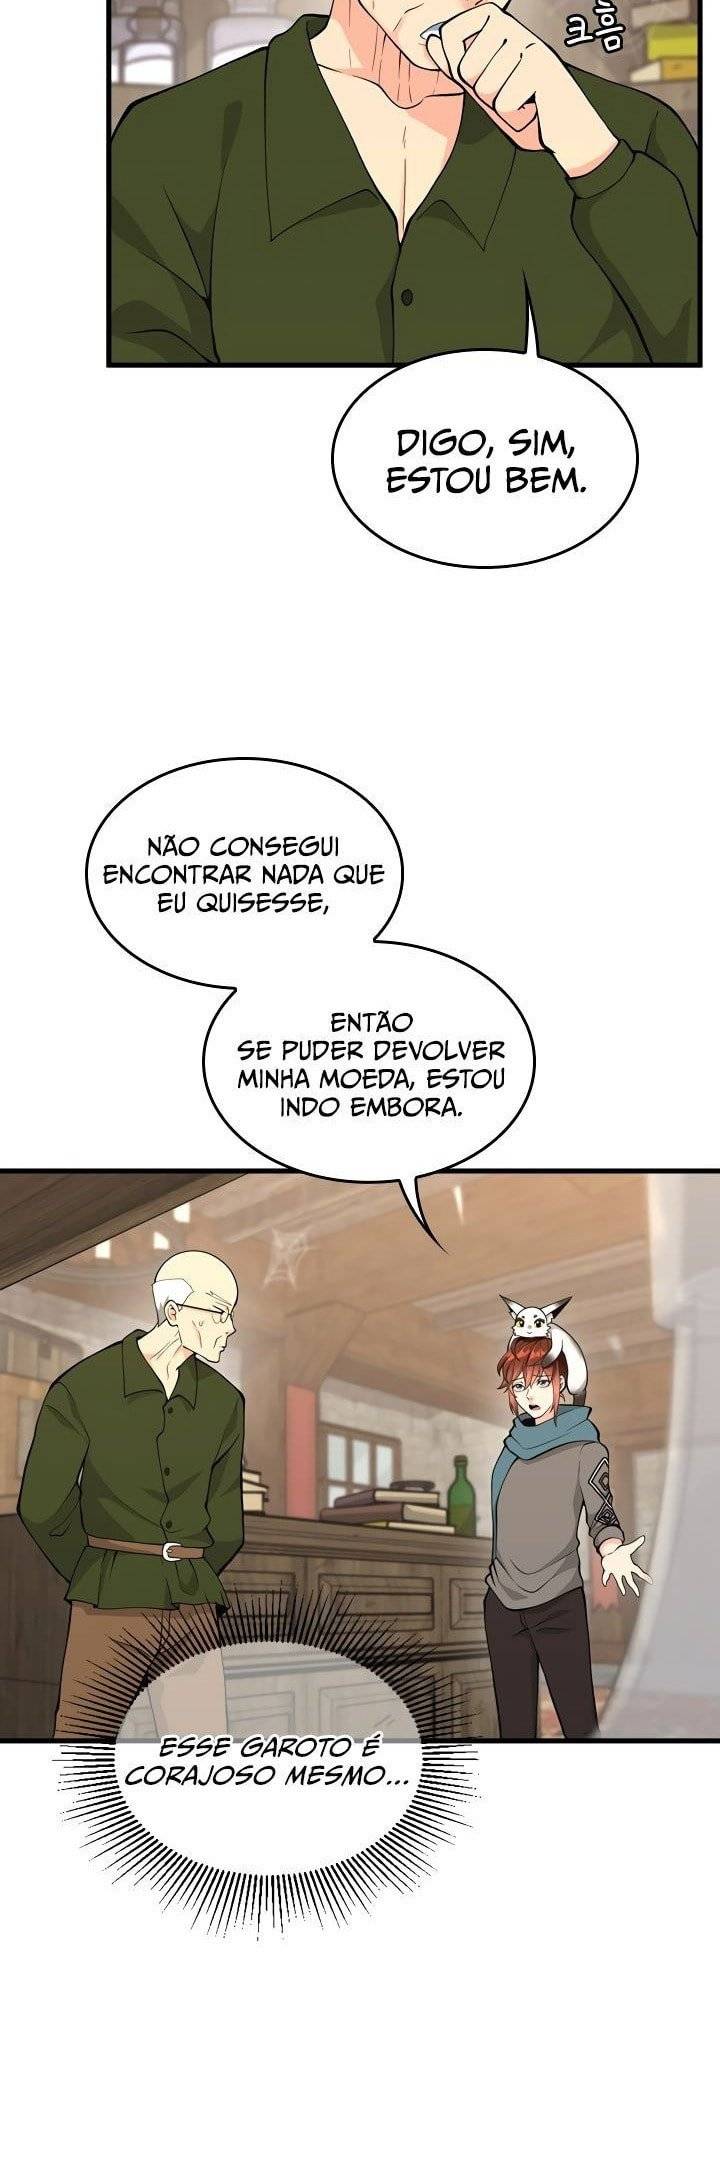 크흠
DIGO, SIM,
ESTOU BEM.
NÃO CONSEGUI
ENCONTRAR NADA QUE
EU QUISESSE,
ENTÃO
SE PUDER DEVOLVER
MINHA MOEDA, ESTOU
INDO EMBORA.
ESSE GAROTO É
CORAJOSO MESMO...